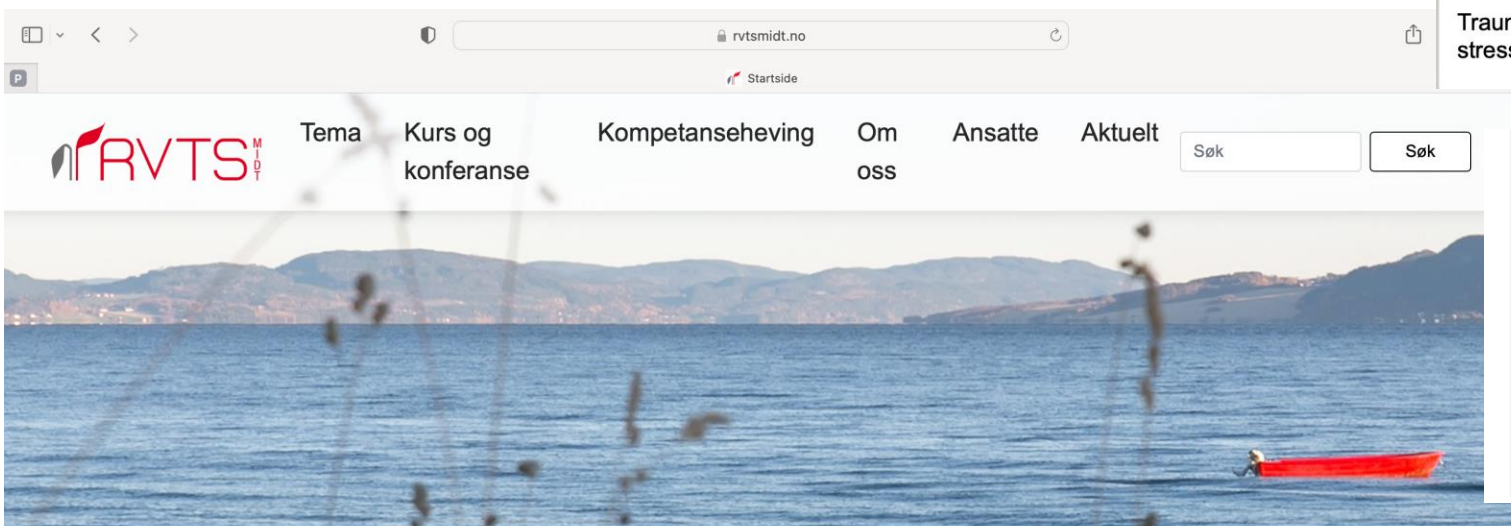 rvtsmidt.no
P
Startside
RVTS MIDT
Tema
Kurs og
konferanse
Kompetanseheving
Om
oss
Ansatte
Aktuelt
Søk
Søk